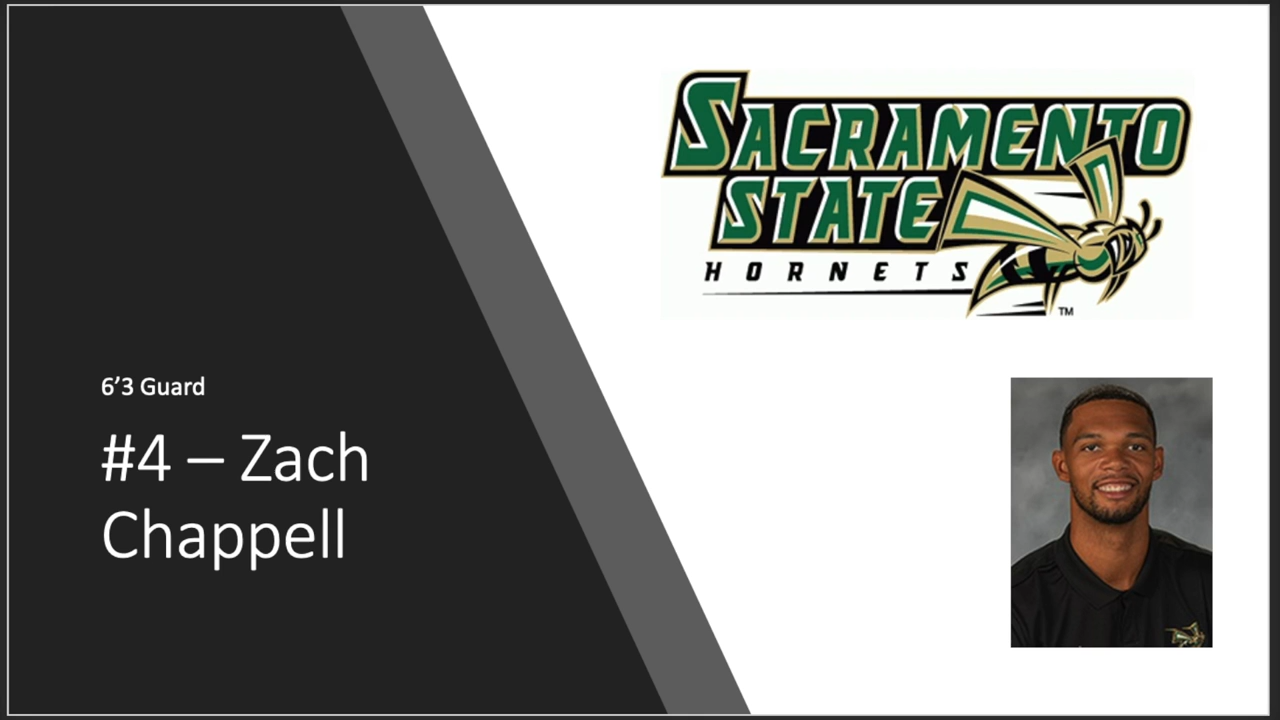 SACRAMENTO
STATE
HORNETS
TM
6’3 Guard
#4 – Zach
Chappell